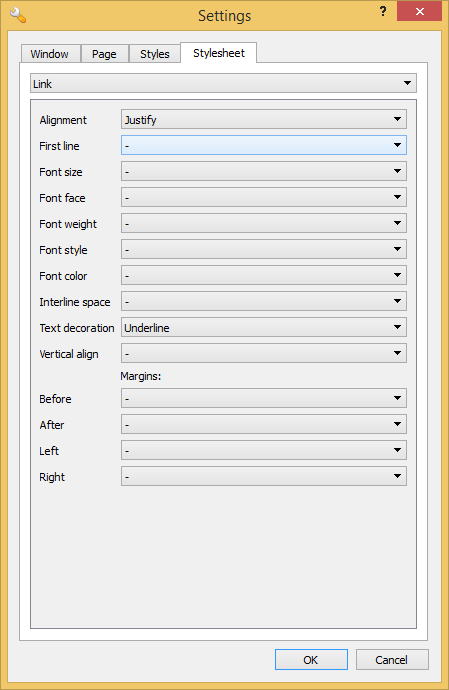 Settings
?
Window Page Styles Stylesheet
Link
Alignment Justify
First line -
Font size -
Font face -
Font weight -
Font style -
Font color -
Interline space -
Text decoration Underline
Vertical align -
Margins:
Before -
After -
Left -
Right -
OK Cancel